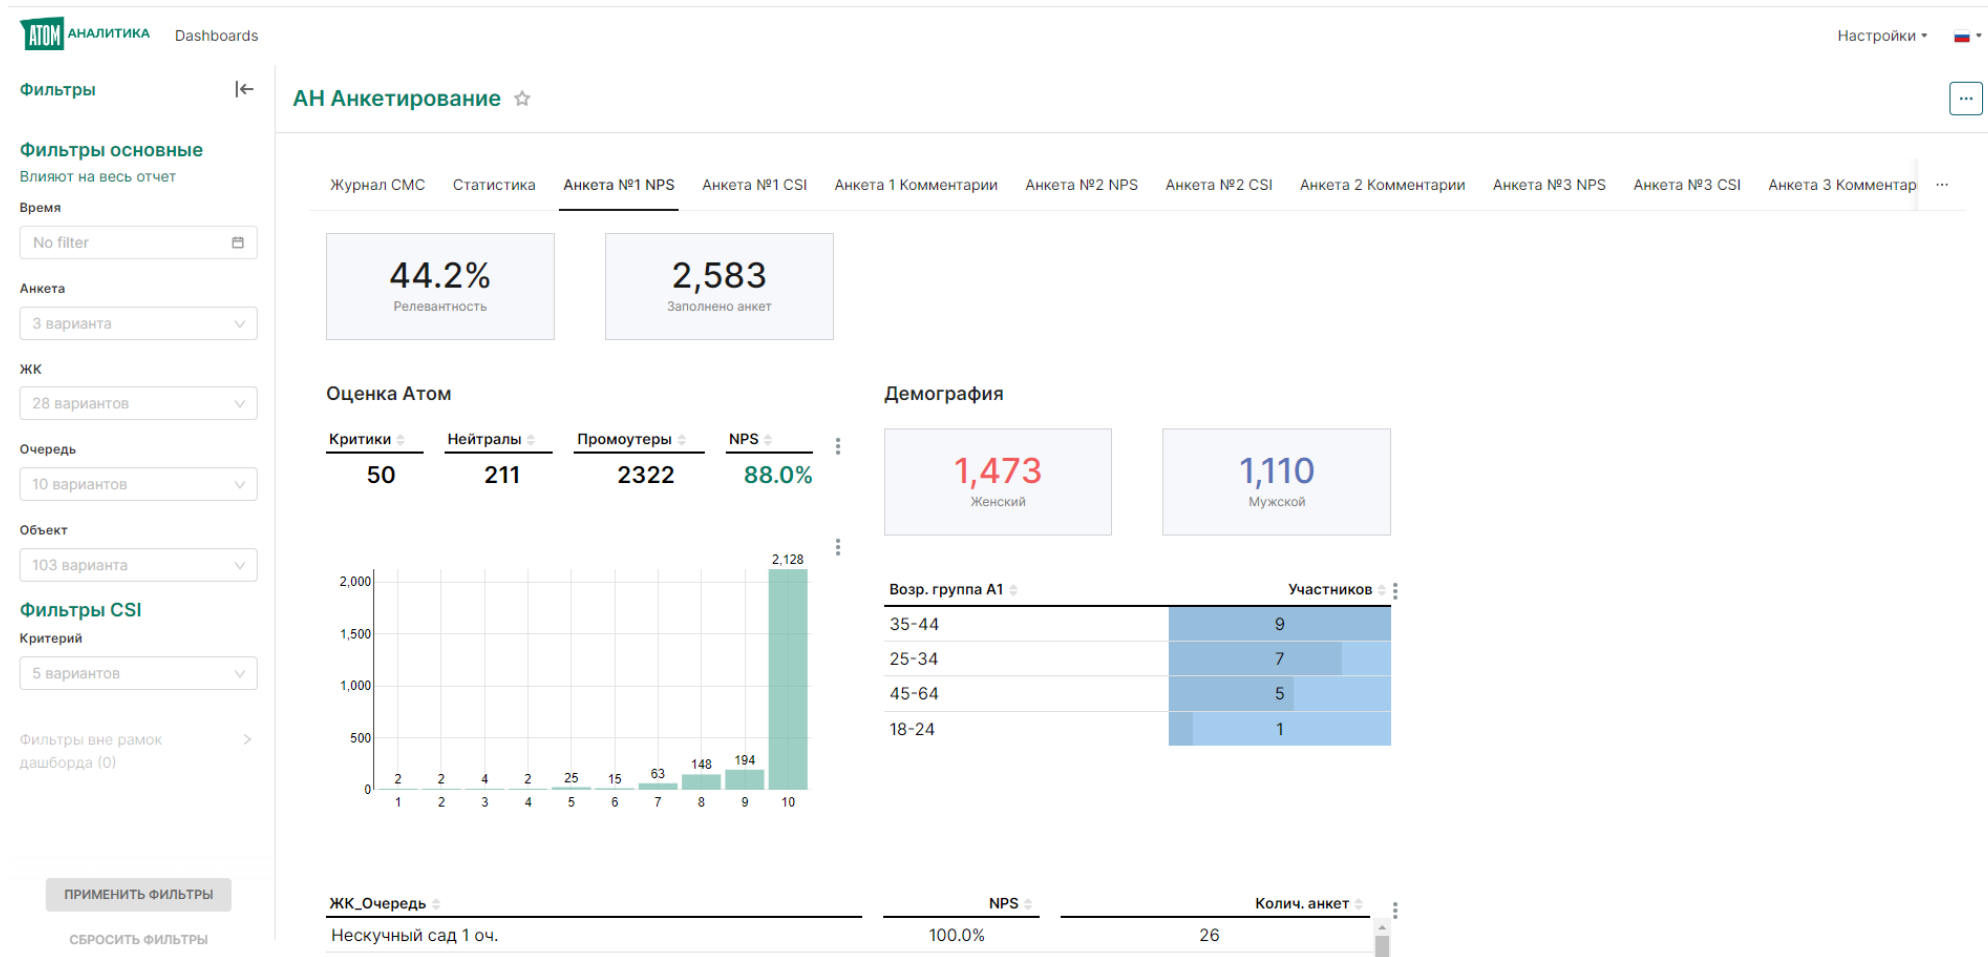 АТОМ АНАЛИТИКА
Dashboards
Настройки
Фильтры
АН Анкетирование
...
Фильтры основные
Влияют на весь отчет
Время
No filter
Анкета
3 варианта
ЖК
28 вариантов
Очередь
10 вариантов
Объект
103 варианта
Фильтры CSI
Критерий
5 вариантов
Фильтры вне рамок
дашборда (0)
ПРИМЕНИТЬ ФИЛЬТРЫ
СБРОСИТЬ ФИЛЬТРЫ
Журнал СМС Статистика Анкета №1 NPS Анкета №1 CSI Анкета 1 Комментарии Анкета №2 NPS Анкета №2 CSI Анкета 2 Комментарии Анкета №3 NPS Анкета №3 CSI Анкета 3 Комментар ...
44.2%
Релевантность
2,583
Заполнено анкет
Оценка Атом
Критики Нейтралы Промоутеры NPS
50 211 2322 88.0%
2,128
2,000
1,500
1,000
500
0
2 2 4 2 25 15 63 148 194
1 2 3 4 5 6 7 8 9 10
Демография
1,473
Женский
1,110
Мужской
Возр. группа А1 Участников
35-44 9
25-34 7
45-64 5
18-24 1
ЖК_Очередь NPS Колич. анкет
Нескучный сад 1 оч. 100.0% 26